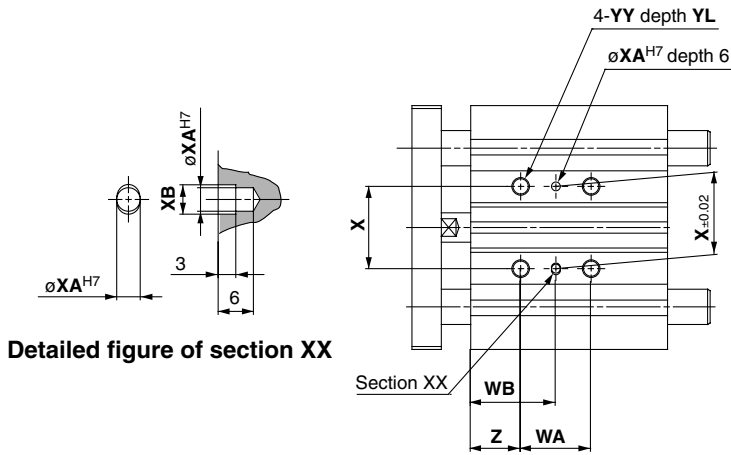 4-YY depth YL
øXAH7 depth 6
øXAH7
XB
3
6
øXAH7
Detailed figure of section XX
X
X±0.02
Section XX
WB
Z
WA